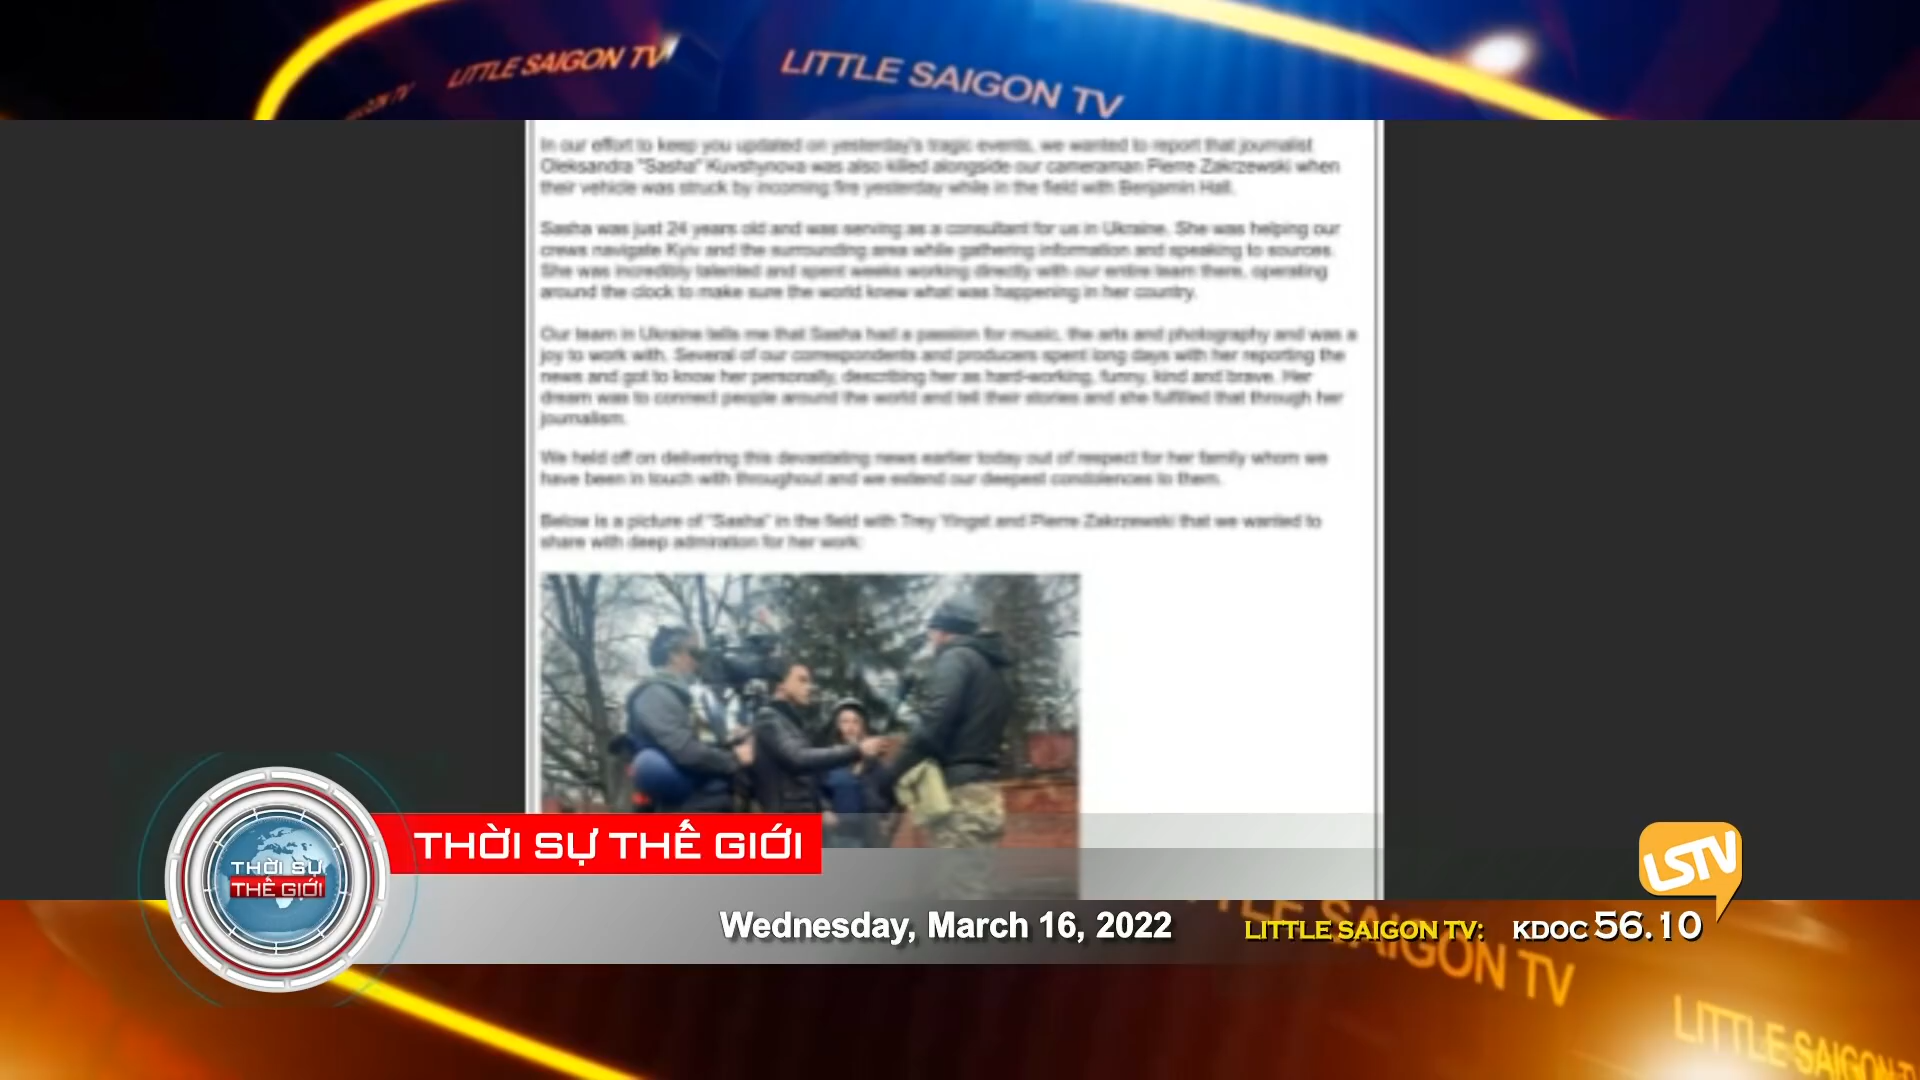 LITTLE SAIGON TV
LITTLE SAIGON TV
SAIGON TV
In our effort to keep you updated on yesterday's tragic events, we wanted to report that journalist
Oleksandra "Sasha" Kuvshynova was also killed alongside our cameraman Pierre Zakrzewski when
their vehicle was struck by incoming fire yesterday while in the field with Benjamin Hall.
Sasha was just 24 years old and was serving as a consultant for us in Ukraine. She was helping our
crews navigate Kyiv and the surrounding area while gathering information and speaking to sources.
She was incredibly talented and spent weeks working directly with our entire team there, operating
around the clock to make sure the world knew what was happening in her country.
Our team in Ukraine tells me that Sasha had a passion for music, the arts and photography and was a
joy to work with. Several of our correspondents and producers spent long days with her reporting the
news and got to know her personally, describing her as hard-working, funny, kind and brave. Her
dream was to connect people around the world and tell their stories and she fulfilled that through her
journalism.
We held off on delivering this devastating news earlier today out of respect for her family whom we
have been in touch with throughout and we extend our deepest condolences to them.
Below is a picture of "Sasha" in the field with Trey Yingst and Pierre Zakrzewski that we wanted to
share with deep admiration for her work:
THỜI SỰ THẾ GIỚI
THỜI SỰ
THẾ GIỚI
LSTV
Wednesday, March 16, 2022
LITTLE SAIGON TV: KDOC 56.10
LITTLE SAIGON TV
LITTLE SAIGON TV